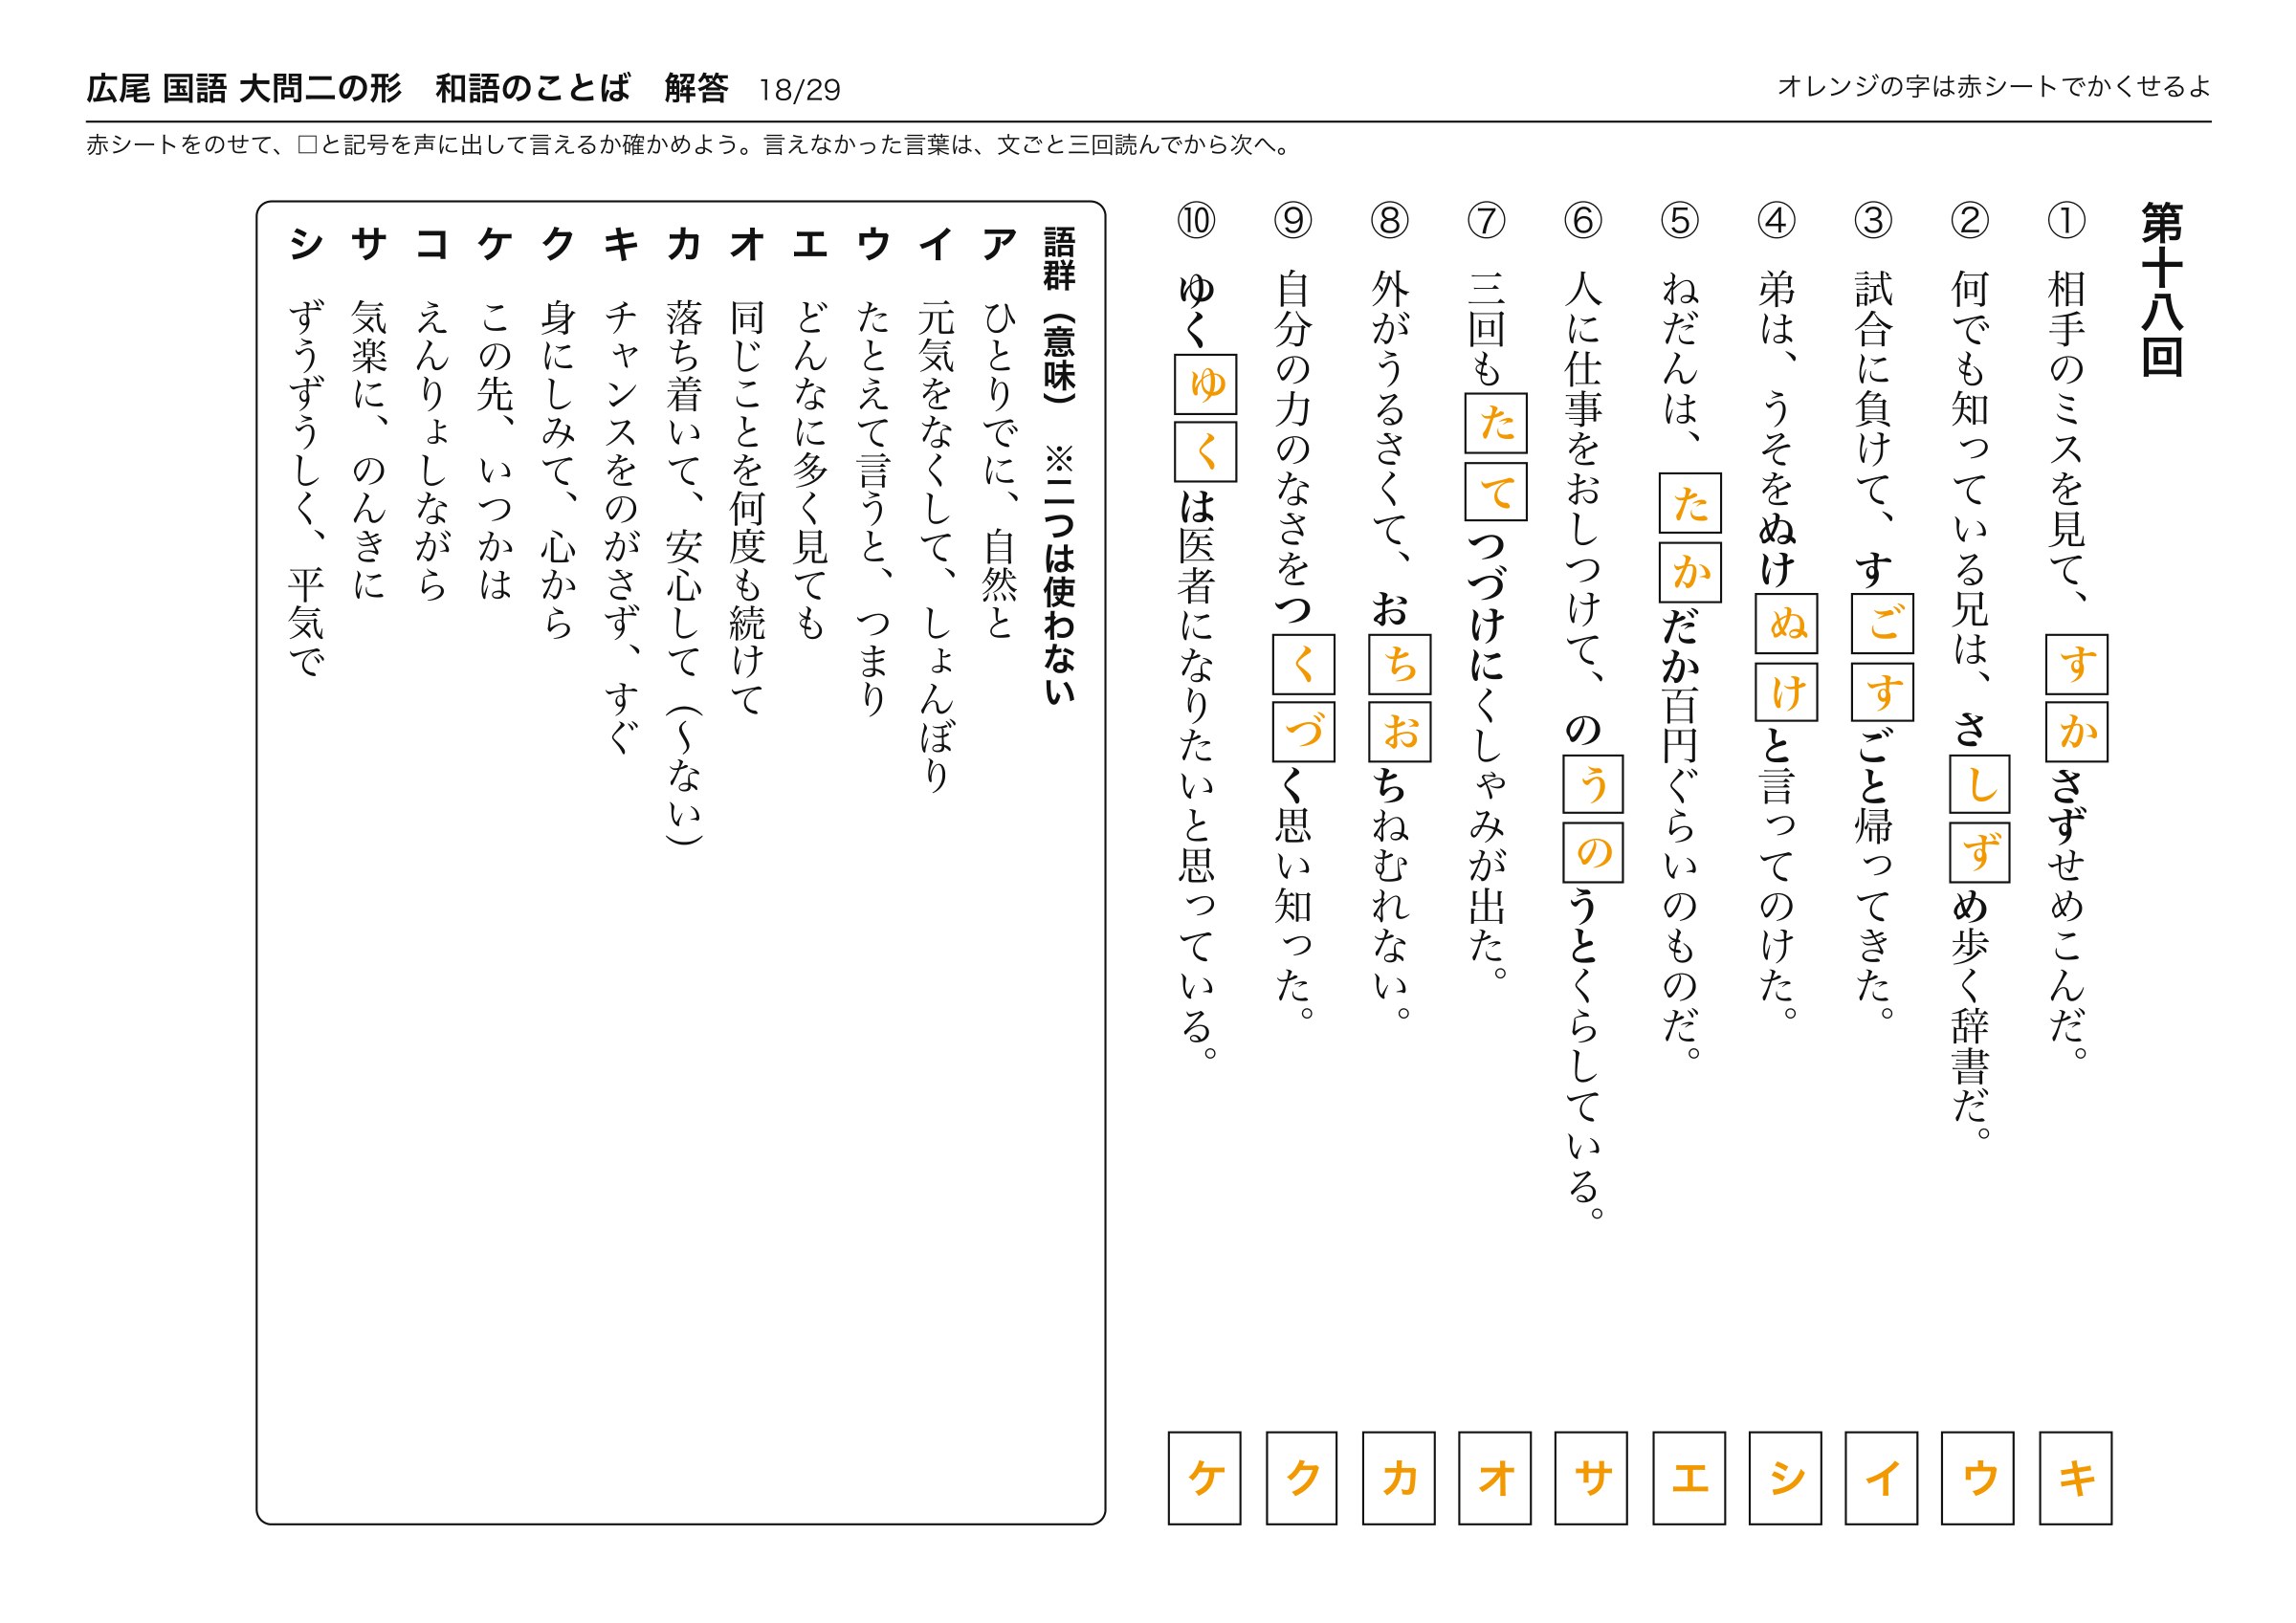 広尾 国語 大問二の形　和語のことば　解答　18/29
オレンジの字は赤シートでかくせるよ
赤シートをのせて、□と記号を声に出して言えるか確かめよう。言えなかった言葉は、文ごと三回読んでから次へ。
第十八回
① 相手のミスを見て、すかさずせめこんだ。 キ
② 何でも知っている兄は、さしずめ歩く辞書だ。 ウ
③ 試合に負けて、すごすごと帰ってきた。 イ
④ 弟は、うそをぬけぬけと言ってのけた。 シ
⑤ ねだんは、たかだか百円ぐらいのものだ。 エ
⑥ 人に仕事をおしつけて、のうのうとくらしている。 サ
⑦ 三回もたてつづけにくしゃみが出た。 オ
⑧ 外がうるさくて、おちおちねむれない。 カ
⑨ 自分の力のなさをつくづく思い知った。 ク
⑩ ゆくゆくは医者になりたいと思っている。 ケ
語群（意味）　※二つは使わない
ア　ひとりでに、自然と
イ　元気をなくして、しょんぼり
ウ　たとえて言うと、つまり
エ　どんなに多く見ても
オ　同じことを何度も続けて
カ　落ち着いて、安心して（〜ない）
キ　チャンスをのがさず、すぐ
ク　身にしみて、心から
ケ　この先、いつかは
コ　えんりょしながら
サ　気楽に、のんきに
シ　ずうずうしく、平気で